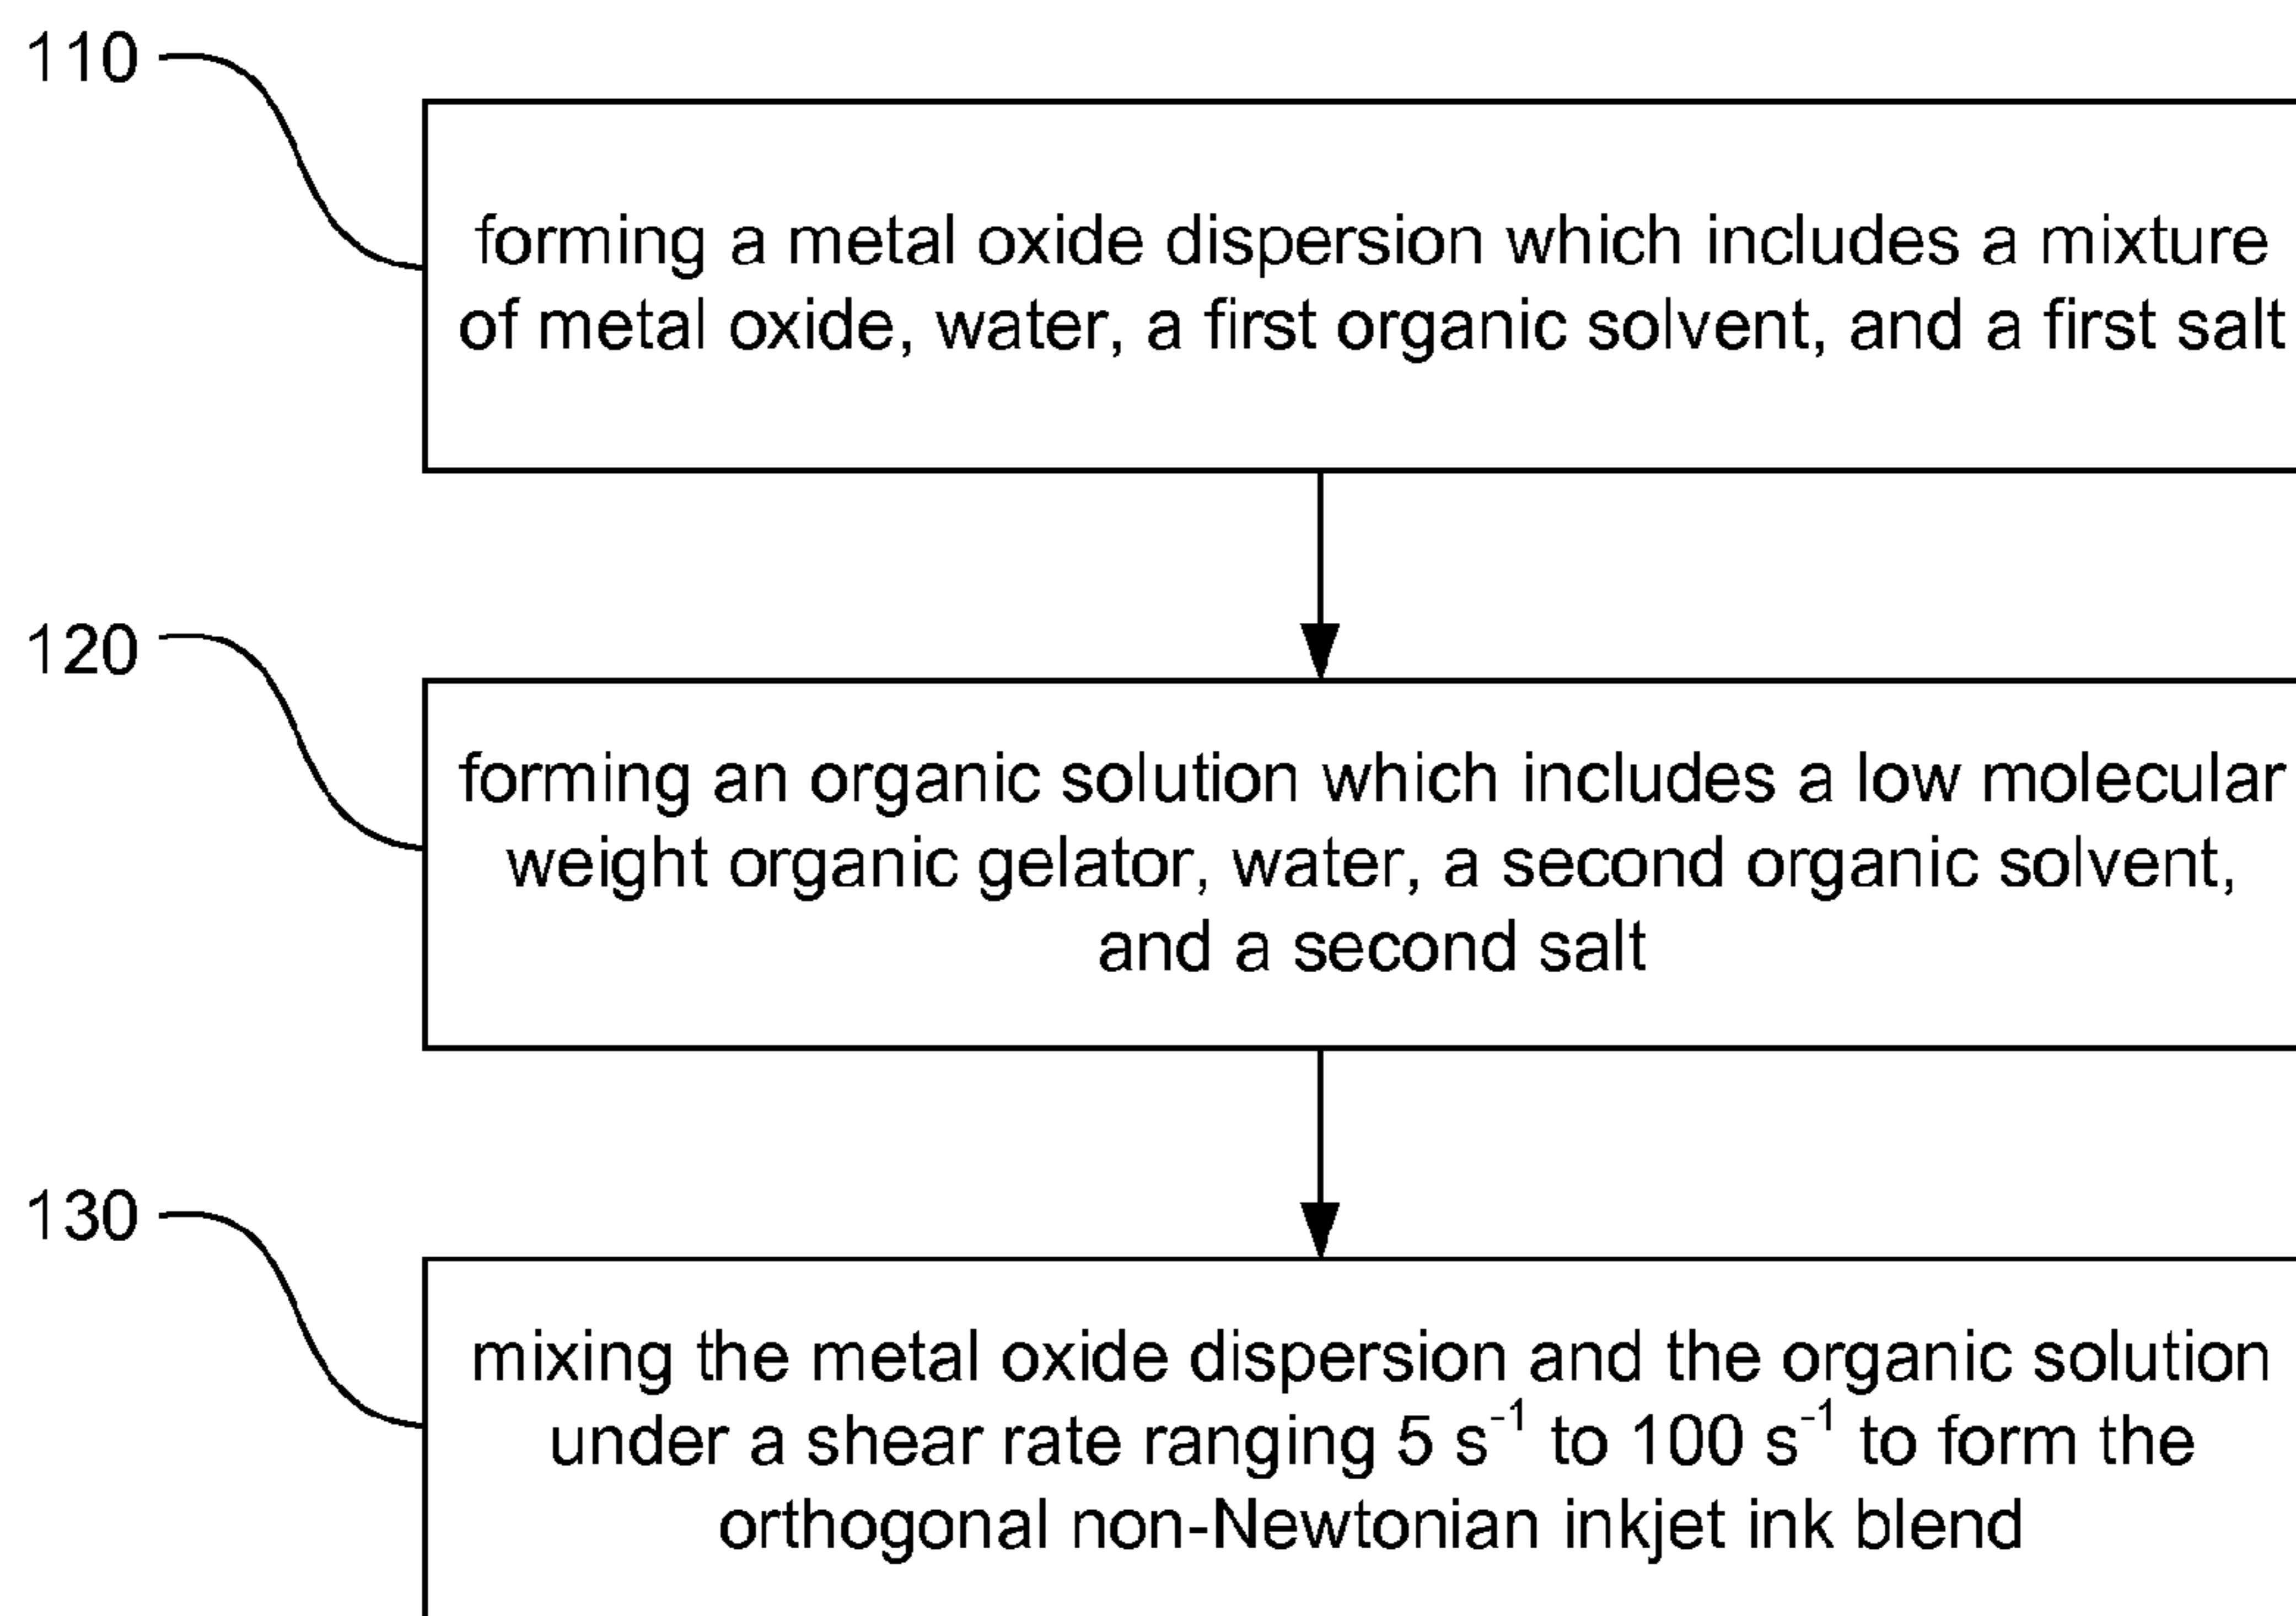 110
forming a metal oxide dispersion which includes a mixture
of metal oxide, water, a first organic solvent, and a first salt
120
forming an organic solution which includes a low molecular
weight organic gelator, water, a second organic solvent,
and a second salt
130
mixing the metal oxide dispersion and the organic solution
under a shear rate ranging 5 s⁻¹ to 100 s⁻¹ to form the
orthogonal non-Newtonian inkjet ink blend